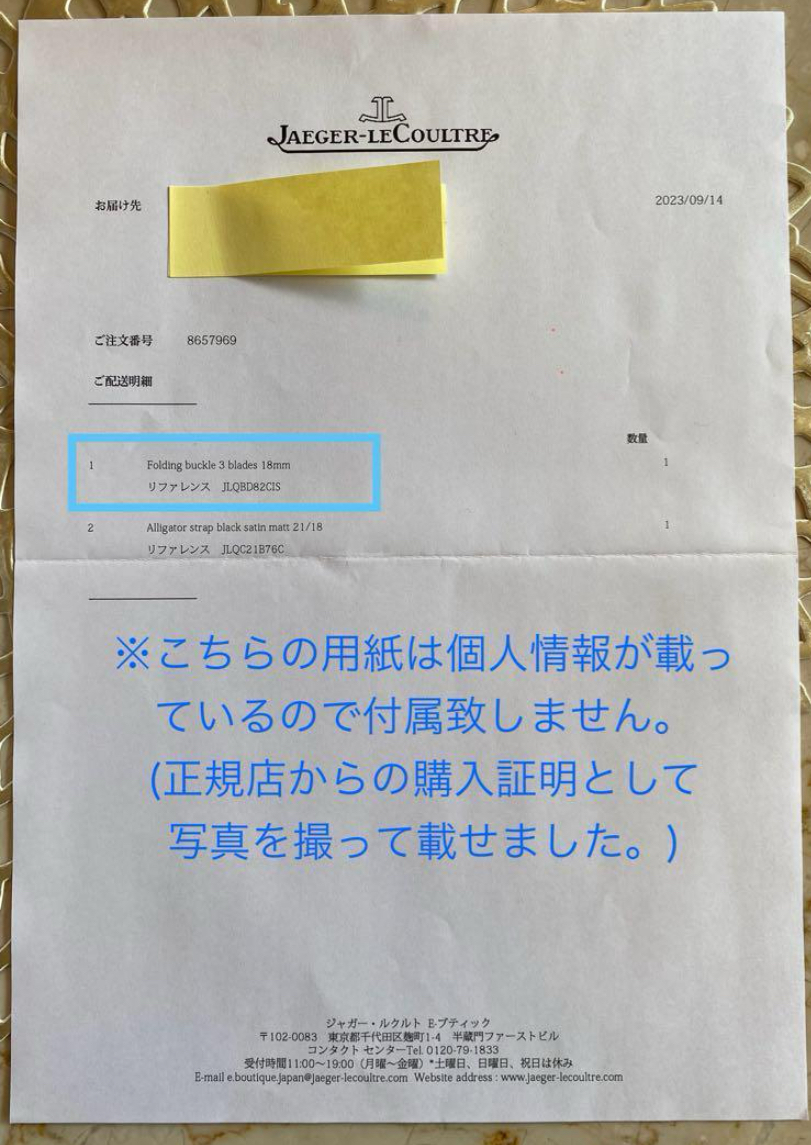 JAEGER-LECOULTRE
お届け先
2023/09/14
ご注文番号 8657969
ご配送明細
数量
1 Folding buckle 3 blades 18mm 1
リファレンス JLQBD82CIS
2 Alligator strap black satin matt 21/18 1
リファレンス JLQC21B76C
※こちらの用紙は個人情報が載っ
ているので付属致しません。
(正規店からの購入証明として
写真を撮って載せました。)
ジャガー・ルクルト E-ブティック
〒102-0083 東京都千代田区麹町1-4 半蔵門ファーストビル
コンタクト センターTel. 0120-79-1833
受付時間11:00～19:00（月曜～金曜）*土曜日、日曜日、祝日は休み
E-mail e.boutique.japan@jaeger-lecoultre.com Website address : www.jaeger-lecoultre.com